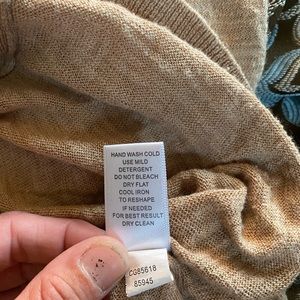 HAND WASH COLD
USE MILD
DETERGENT
DO NOT BLEACH
DRY FLAT
COOL IRON
TO RESHAPE
IF NEEDED
FOR BEST RESULT
DRY CLEAN
CG85618
85945